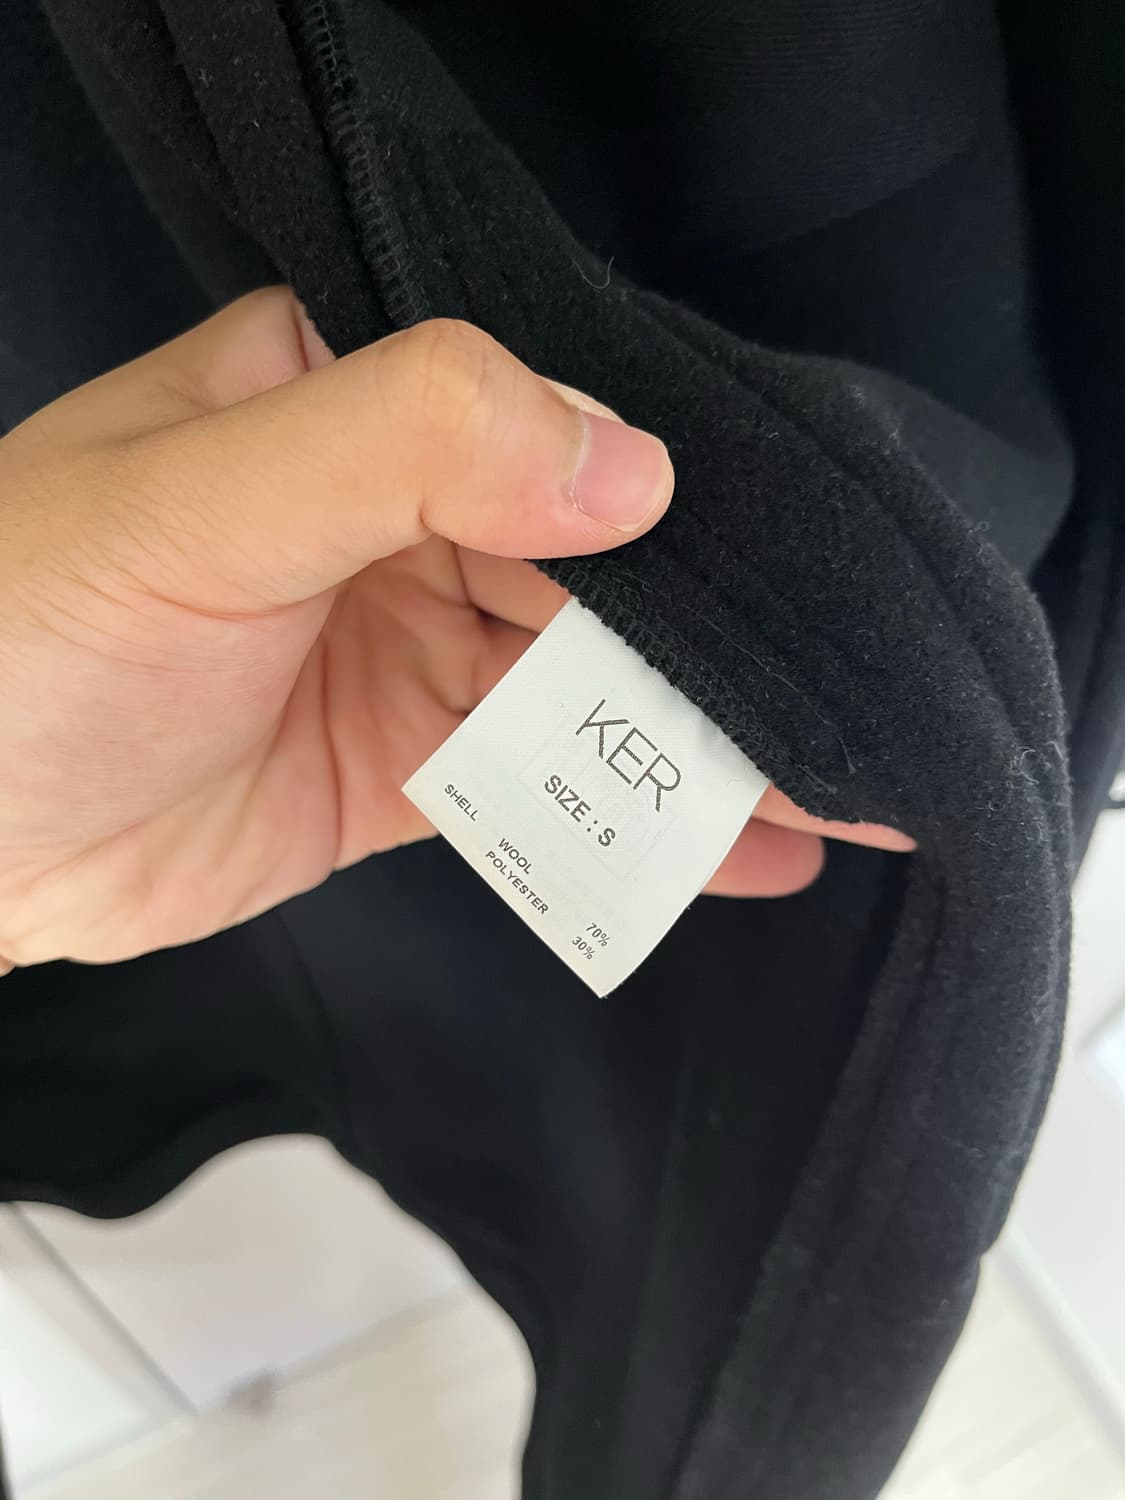 KER
SIZE : S
SHELL
WOOL 70%
POLYESTER 30%